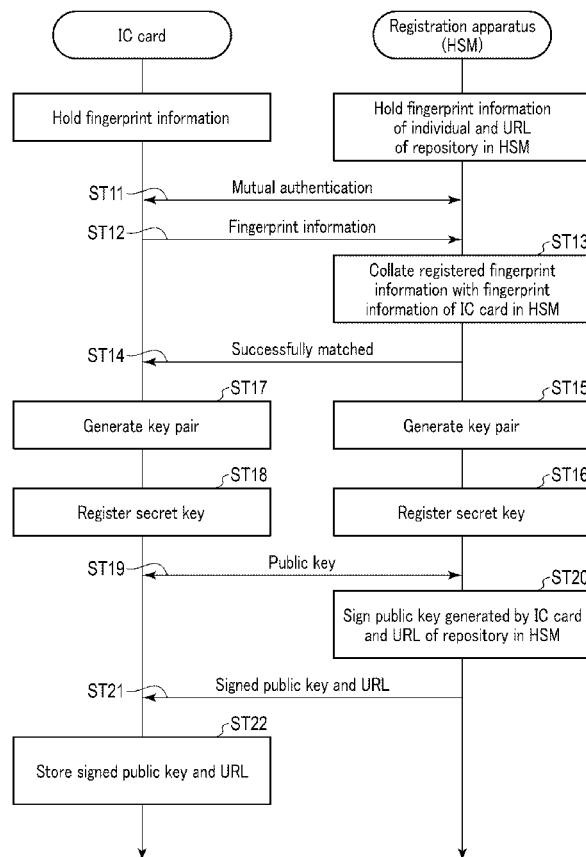 IC card
Registration apparatus
(HSM)
Hold fingerprint information
Hold fingerprint information
of individual and URL
of repository in HSM
ST11
Mutual authentication
ST12
Fingerprint information
ST13
Collate registered fingerprint
information with fingerprint
information of IC card in HSM
ST14
Successfully matched
ST17
ST15
Generate key pair
Generate key pair
ST18
ST16
Register secret key
Register secret key
ST19
Public key
ST20
Sign public key generated by IC card
and URL of repository in HSM
ST21
Signed public key and URL
ST22
Store signed public key and URL